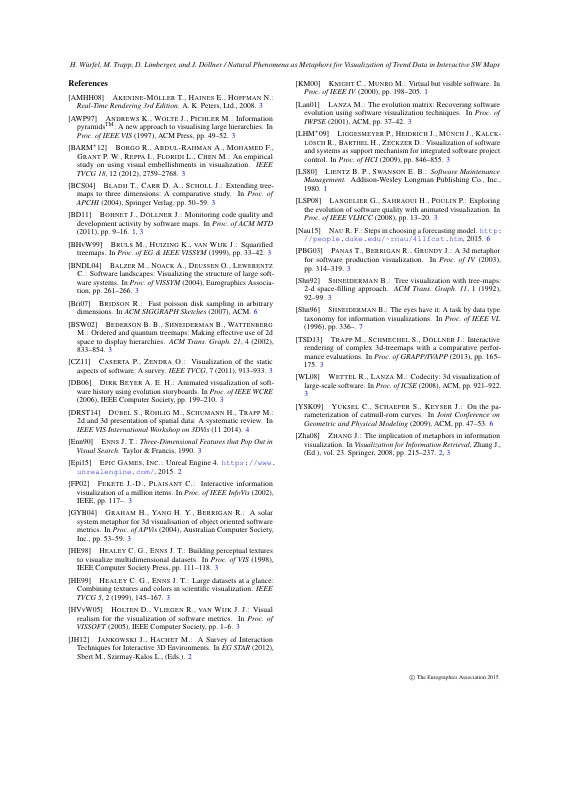 H. Würfel, M. Trapp, D. Limberger, and J. Döllner / Natural Phenomena as Metaphors for Visualization of Trend Data in Interactive SW Maps
References
[AMHH08] AKENINE-MÖLLER T., HAINES E., HOFFMAN N.:
Real-Time Rendering 3rd Edition. A. K. Peters, Ltd., 2008. 3
[AWP97] ANDREWS K., WOLTE J., PICHLER M.: Information
pyramids™: A new approach to visualising large hierarchies. In
Proc. of IEEE VIS (1997), ACM Press, pp. 49–52. 3
[BARM*12] BORGO R., ABDUL-RAHMAN A., MOHAMED F.,
GRANT P. W., REPPA I., FLORIDI L., CHEN M.: An empirical
study on using visual embellishments in visualization. IEEE
TVCG 18, 12 (2012), 2759–2768. 3
[BCS04] BLADH T., CARR D. A., SCHOLL J.: Extending tree-
maps to three dimensions: A comparative study. In Proc. of
APCHI (2004), Springer Verlag, pp. 50–59. 3
[BD11] BOHNET J., DÖLLNER J.: Monitoring code quality and
development activity by software maps. In Proc. of ACM MTD
(2011), pp. 9–16. 1, 3
[BHvW99] BRULS M., HUIZING K., VAN WIJK J.: Squarified
treemaps. In Proc. of EG & IEEE VISSYM (1999), pp. 33–42. 3
[BNDL04] BALZER M., NOACK A., DEUSSEN O., LEWERENTZ
C.: Software landscapes: Visualizing the structure of large soft-
ware systems. In Proc. of VISSYM (2004), Eurographics Associa-
tion, pp. 261–266. 3
[Bri07] BRIDSON R.: Fast poisson disk sampling in arbitrary
dimensions. In ACM SIGGRAPH Sketches (2007), ACM. 6
[BSW02] BEDERSON B. B., SHNEIDERMAN B., WATTENBERG
M.: Ordered and quantum treemaps: Making effective use of 2d
space to display hierarchies. ACM Trans. Graph. 21, 4 (2002),
833–854. 3
[CZ11] CASERTA P., ZENDRA O.: Visualization of the static
aspects of software: A survey. IEEE TVCG, 7 (2011), 913–933. 3
[DB06] DIRK BEYER A. E. H.: Animated visualization of soft-
ware history using evolution storyboards. In Proc. of IEEE WCRE
(2006), IEEE Computer Society, pp. 199–210. 3
[DRST14] DÜBEL S., RÖHLIG M., SCHUMANN H., TRAPP M.:
2d and 3d presentation of spatial data: A systematic review. In
IEEE VIS International Workshop on 3DVis (11 2014). 4
[Enn90] ENNS J. T.: Three-Dimensional Features that Pop Out in
Visual Search. Taylor & Francis, 1990. 3
[Epi15] EPIC GAMES, INC.: Unreal Engine 4. https://www.
unrealengine.com/, 2015. 2
[FP02] FEKETE J.-D., PLAISANT C.: Interactive information
visualization of a million items. In Proc. of IEEE InfoVis (2002),
IEEE, pp. 117–. 3
[GYB04] GRAHAM H., YANG H. Y., BERRIGAN R.: A solar
system metaphor for 3d visualisation of object oriented software
metrics. In Proc. of APVis (2004), Australian Computer Society,
Inc., pp. 53–59. 3
[HE98] HEALEY C. G., ENNS J. T.: Building perceptual textures
to visualize multidimensional datasets. In Proc. of VIS (1998),
IEEE Computer Society Press, pp. 111–118. 3
[HE99] HEALEY C. G., ENNS J. T.: Large datasets at a glance:
Combining textures and colors in scientific visualization. IEEE
TVCG 5, 2 (1999), 145–167. 3
[HVvW05] HOLTEN D., VLIEGEN R., VAN WIJK J. J.: Visual
realism for the visualization of software metrics. In Proc. of
VISSOFT (2005), IEEE Computer Society, pp. 1–6. 3
[JH12] JANKOWSKI J., HACHET M.: A Survey of Interaction
Techniques for Interactive 3D Environments. In EG STAR (2012),
Sbert M., Szirmay-Kalos L., (Eds.). 2
[KM00] KNIGHT C., MUNRO M.: Virtual but visible software. In
Proc. of IEEE IV (2000), pp. 198–205. 1
[Lan01] LANZA M.: The evolution matrix: Recovering software
evolution using software visualization techniques. In Proc. of
IWPSE (2001), ACM, pp. 37–42. 3
[LHM*09] LIGGESMEYER P., HEIDRICH J., MÜNCH J., KALCK-
LÖSCH R., BARTHEL H., ZECKZER D.: Visualization of software
and systems as support mechanism for integrated software project
control. In Proc. of HCI (2009), pp. 846–855. 3
[LS80] LIENTZ B. P., SWANSON E. B.: Software Maintenance
Management. Addison-Wesley Longman Publishing Co., Inc.,
1980. 1
[LSP08] LANGELIER G., SAHRAOUI H., POULIN P.: Exploring
the evolution of software quality with animated visualization. In
Proc. of IEEE VLHCC (2008), pp. 13–20. 3
[Nau15] NAU R. F.: Steps in choosing a forecasting model. http:
//people.duke.edu/~rnau/411fcst.htm, 2015. 6
[PBG03] PANAS T., BERRIGAN R., GRUNDY J.: A 3d metaphor
for software production visualization. In Proc. of IV (2003),
pp. 314–319. 3
[Shn92] SHNEIDERMAN B.: Tree visualization with tree-maps:
2-d space-filling approach. ACM Trans. Graph. 11, 1 (1992),
92–99. 3
[Shn96] SHNEIDERMAN B.: The eyes have it: A task by data type
taxonomy for information visualizations. In Proc. of IEEE VL
(1996), pp. 336–. 7
[TSD13] TRAPP M., SCHMECHEL S., DÖLLNER J.: Interactive
rendering of complex 3d-treemaps with a comparative perfor-
mance evaluations. In Proc. of GRAPP/IVAPP (2013), pp. 165–
175. 3
[WL08] WETTEL R., LANZA M.: Codecity: 3d visualization of
large-scale software. In Proc. of ICSE (2008), ACM, pp. 921–922.
3
[YSK09] YUKSEL C., SCHAEFER S., KEYSER J.: On the pa-
rameterization of catmull-rom curves. In Joint Conference on
Geometric and Physical Modeling (2009), ACM, pp. 47–53. 6
[Zha08] ZHANG J.: The implication of metaphors in information
visualization. In Visualization for Information Retrieval, Zhang J.,
(Ed.), vol. 23. Springer, 2008, pp. 215–237. 2, 3
© The Eurographics Association 2015.